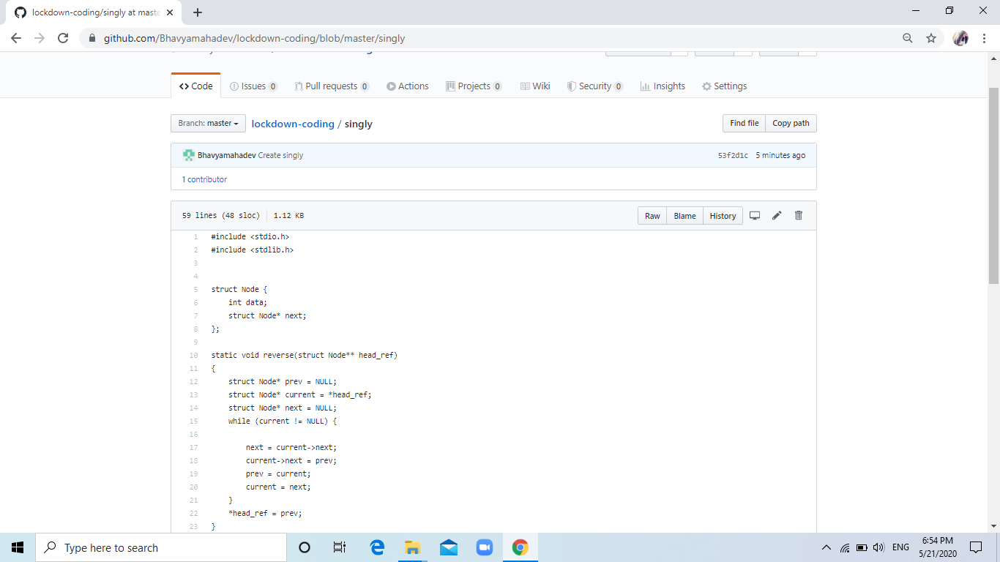 lockdown-coding/singly at maste
github.com/Bhavyamahadev/lockdown-coding/blob/master/singly
Code Issues 0 Pull requests 0 Actions Projects 0 Wiki Security 0 Insights Settings
Branch: master lockdown-coding / singly Find file Copy path
Bhavyamahadev Create singly 53f2d1c 5 minutes ago
1 contributor
59 lines (48 sloc) 1.12 KB Raw Blame History
1 #include <stdio.h>
2 #include <stdlib.h>
3
4
5 struct Node {
6 int data;
7 struct Node* next;
8 };
9
10 static void reverse(struct Node** head_ref)
11 {
12 struct Node* prev = NULL;
13 struct Node* current = *head_ref;
14 struct Node* next = NULL;
15 while (current != NULL) {
16
17 next = current->next;
18 current->next = prev;
19 prev = current;
20 current = next;
21 }
22 *head_ref = prev;
23 }
Type here to search ENG 6:54 PM
5/21/2020